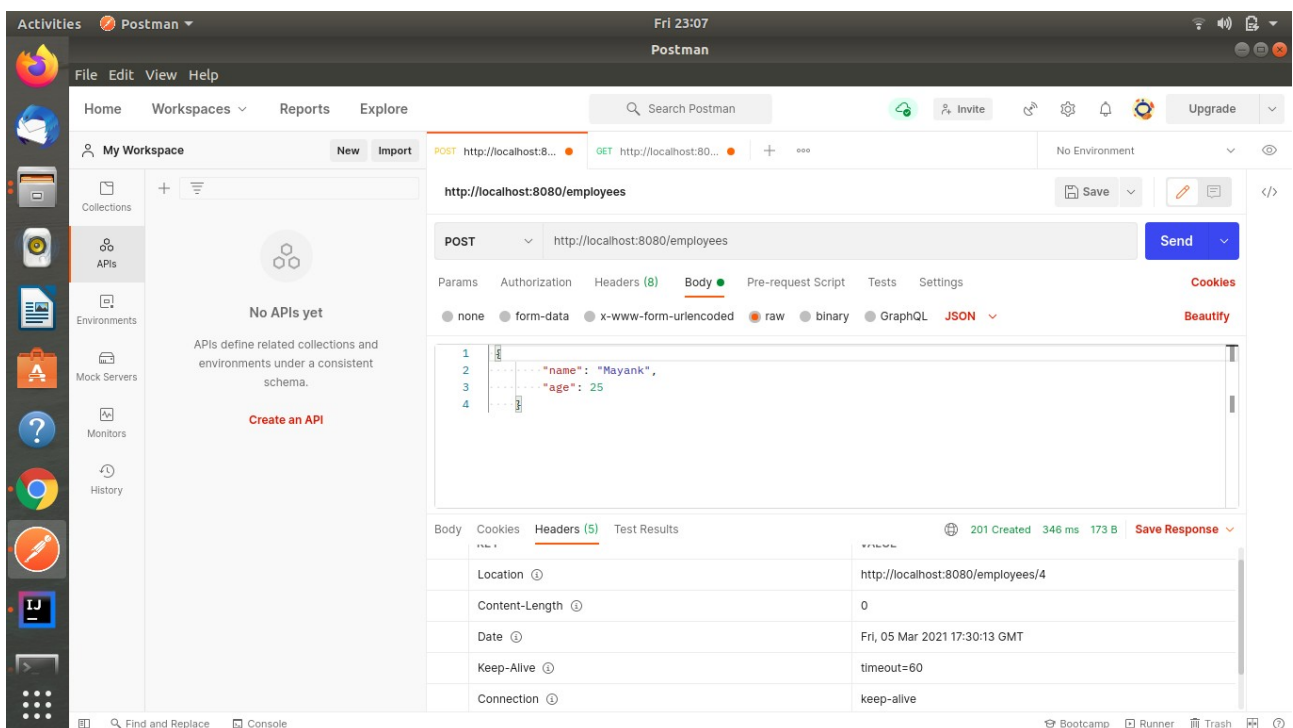 Activities Postman Fri 23:07
Postman
File Edit View Help
Home Workspaces Reports Explore Search Postman Invite Upgrade
My Workspace New Import POST http://localhost:8... GET http://localhost:80... No Environment
Collections
APIs
Environments
Mock Servers
Monitors
History
No APIs yet
APIs define related collections and
environments under a consistent
schema.
Create an API
http://localhost:8080/employees Save
POST http://localhost:8080/employees Send
Params Authorization Headers (8) Body Pre-request Script Tests Settings Cookies
none form-data x-www-form-urlencoded raw binary GraphQL JSON Beautify
1 {
2 "name": "Mayank",
3 "age": 25
4 }
Body Cookies Headers (5) Test Results 201 Created 346 ms 173 B Save Response
KEY VALUE
Location http://localhost:8080/employees/4
Content-Length 0
Date Fri, 05 Mar 2021 17:30:13 GMT
Keep-Alive timeout=60
Connection keep-alive
Find and Replace Console Bootcamp Runner Trash